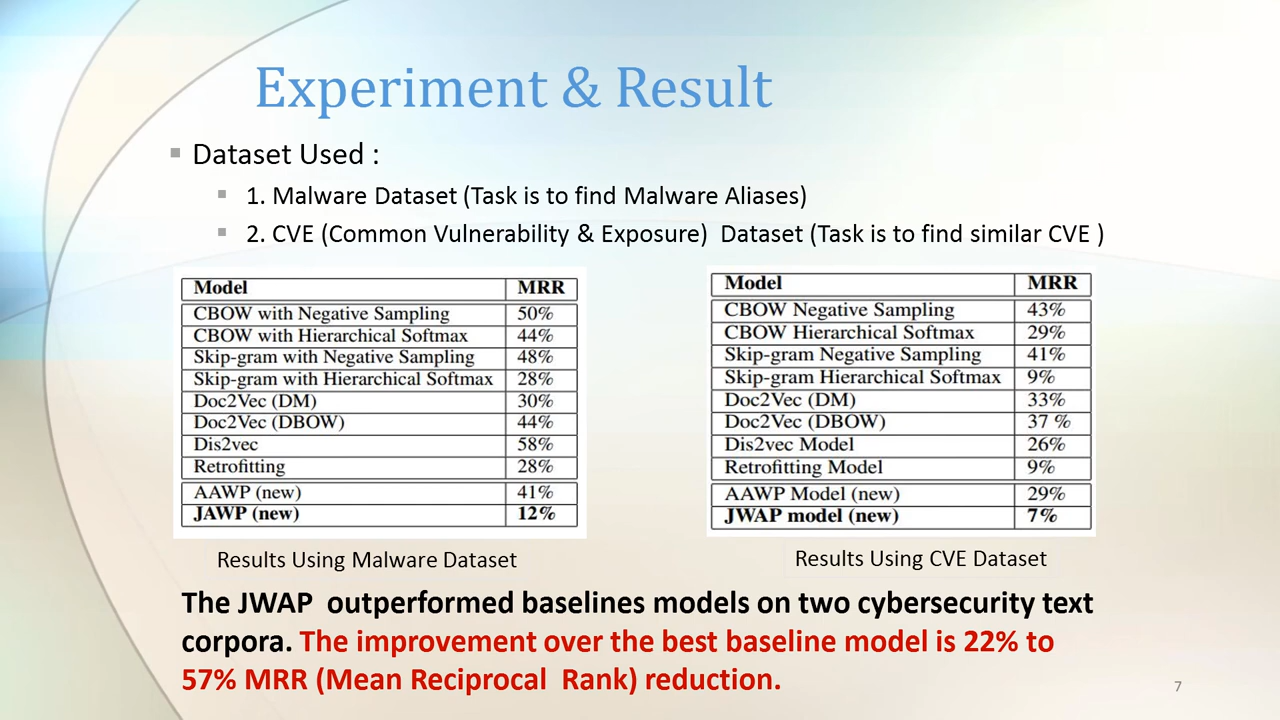 Experiment & Result
Dataset Used :
1. Malware Dataset (Task is to find Malware Aliases)
2. CVE (Common Vulnerability & Exposure)  Dataset (Task is to find similar CVE )
Model MRR
CBOW with Negative Sampling 50%
CBOW with Hierarchical Softmax 44%
Skip-gram with Negative Sampling 48%
Skip-gram with Hierarchical Softmax 28%
Doc2Vec (DM) 30%
Doc2Vec (DBOW) 44%
Dis2vec 58%
Retrofitting 28%
AAWP (new) 41%
JAWP (new) 12%
Results Using Malware Dataset
Model MRR
CBOW Negative Sampling 43%
CBOW Hierarchical Softmax 29%
Skip-gram Negative Sampling 41%
Skip-gram Hierarchical Softmax 9%
Doc2Vec (DM) 33%
Doc2Vec (DBOW) 37 %
Dis2vec Model 26%
Retrofitting Model 9%
AAWP Model (new) 29%
JWAP model (new) 7%
Results Using CVE Dataset
The JWAP  outperformed baselines models on two cybersecurity text
corpora. The improvement over the best baseline model is 22% to
57% MRR (Mean Reciprocal  Rank) reduction.
7